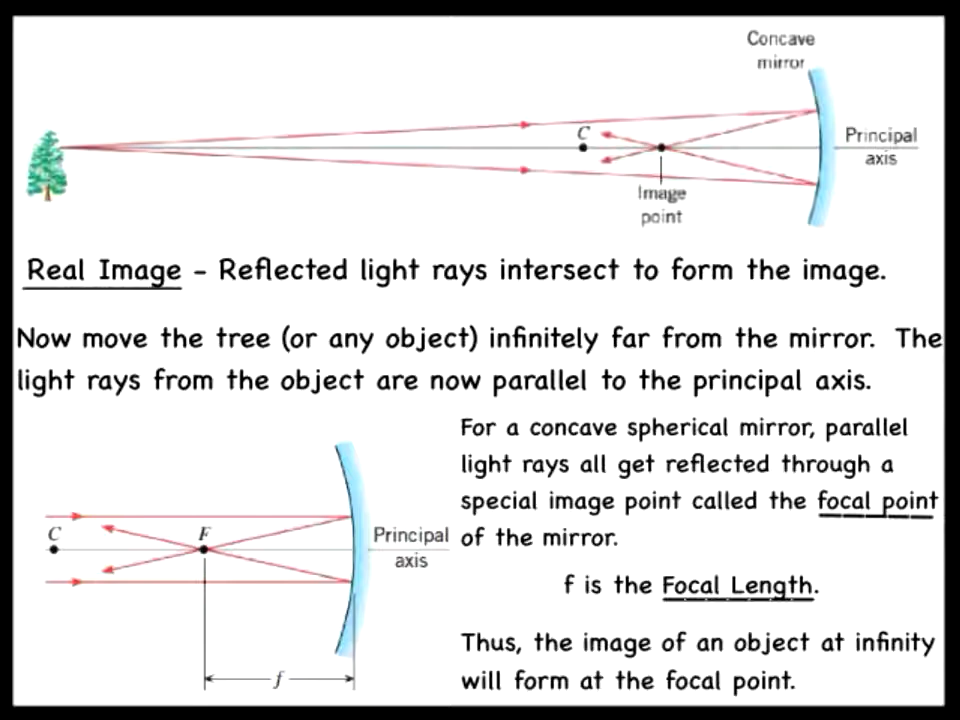 Concave
mirror
C
Principal
axis
Image
point
Real Image - Reflected light rays intersect to form the image.
Now move the tree (or any object) infinitely far from the mirror. The
light rays from the object are now parallel to the principal axis.
For a concave spherical mirror, parallel
light rays all get reflected through a
special image point called the focal point
of the mirror.
C
F
Principal
axis
f is the Focal Length.
Thus, the image of an object at infinity
will form at the focal point.
f